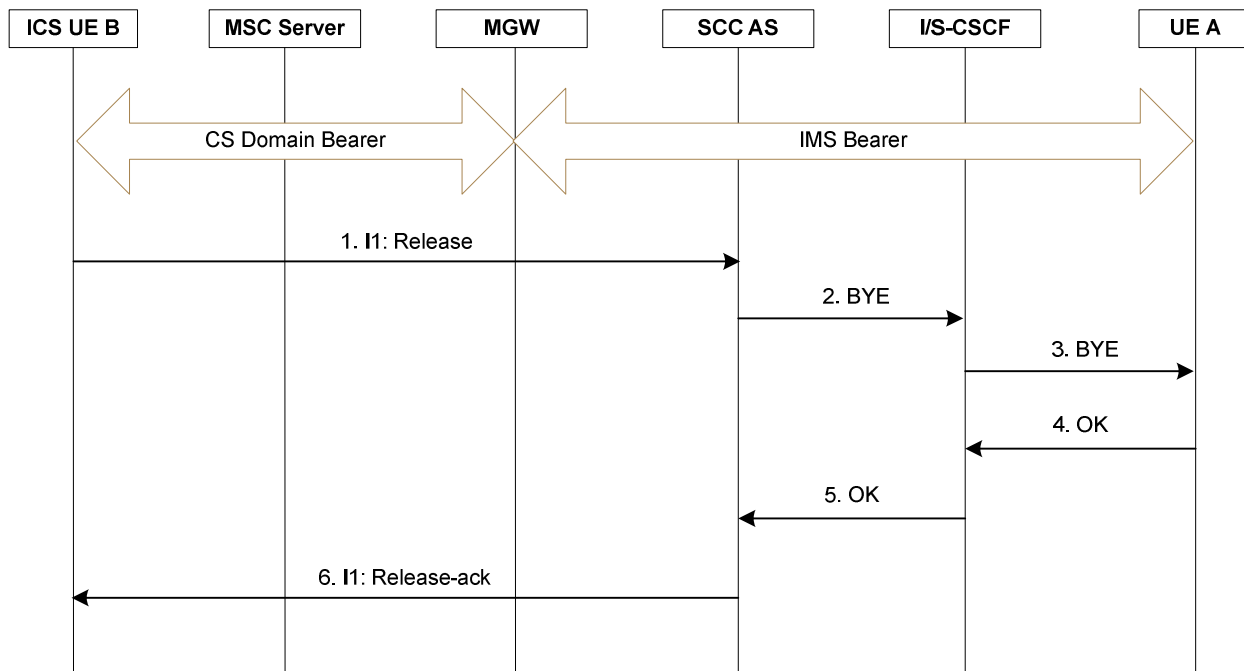 ICS UE B
MSC Server
MGW
SCC AS
I/S-CSCF
UE A
CS Domain Bearer
IMS Bearer
1. I1: Release
2. BYE
3. BYE
4. OK
5. OK
6. I1: Release-ack